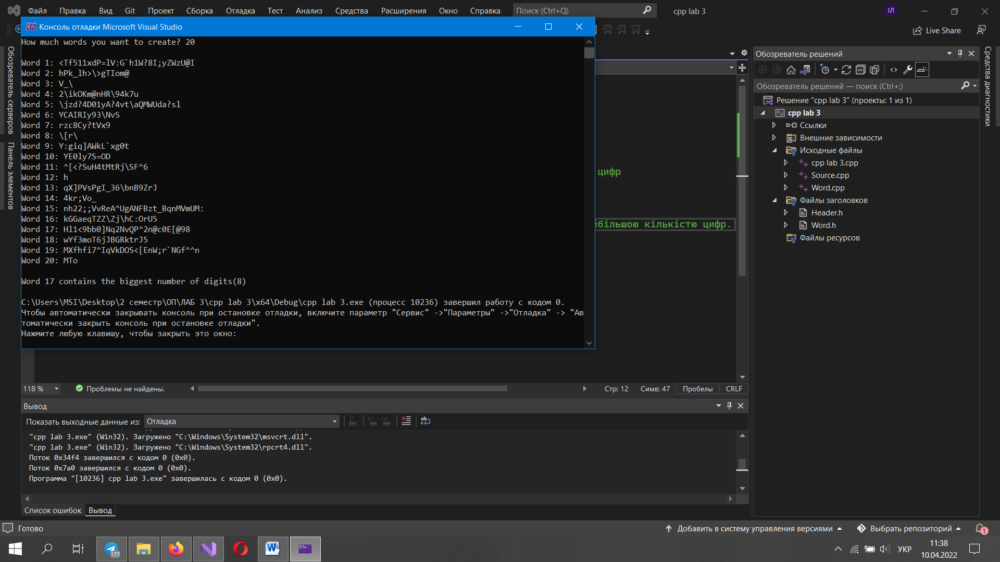 Файл Правка Вид Git Проект Сборка Отладка Тест Анализ Средства Расширения Окно Справка Поиск (Ctrl+Q) cpp lab 3 ІЛ
Консоль отладки Microsoft Visual Studio
Live Share
How much words you want to create? 20
Word 1: <Tf511xdP=lV:G`h1W?8I;yZWzU@I
Word 2: hPk_lh>\>gTIom@
Word 3: V_\
Word 4: 2\ikOKm@nHR\94k7u
Word 5: \jzd?4D01yA?4vt\aQMWUda?sl
Word 6: YCAIRIy93\NvS
Word 7: rzc8Cy?tVx9
Word 8: \[r\
Word 9: Y:giq]AWkL`xg0t
Word 10: YE0ly7S=OD
Word 11: ^[<?SuH4tMtRj\SF^6
Word 12: h
Word 13: qX]PVsPgI_36\bnB9ZrJ
Word 14: 4kr;Vo_
Word 15: nh22;;VvReA^UgANFBzt_BqnMVmUM:
Word 16: kGGaeqTZZ\Zj\hC:OrU5
Word 17: Hl1<9bb0]Nq2NvQP^2n@c0E[@98
Word 18: wYf3moT6jJBGRktrJ5
Word 19: MXfhfi7^IqVkDOS<[EnW;r`NGf^^n
Word 20: MTo
Word 17 contains the biggest number of digits(8)
C:\Users\MSI\Desktop\2 семестр\ОП\ЛАБ 3\cpp lab 3\x64\Debug\cpp lab 3.exe (процесс 10236) завершил работу с кодом 0.
Чтобы автоматически закрывать консоль при остановке отладки, включите параметр "Сервис" ->"Параметры" ->"Отладка" -> "Ав
томатически закрыть консоль при остановке отладки".
Нажмите любую клавишу, чтобы закрыть это окно:
Обозреватель серверов
Панель элементов
цифр
йбільшою кількістю цифр.
Обозреватель решений
Обозреватель решений — поиск (Ctrl+;)
Решение "cpp lab 3" (проекты: 1 из 1)
cpp lab 3
Ссылки
Внешние зависимости
Исходные файлы
cpp lab 3.cpp
Source.cpp
Word.cpp
Файлы заголовков
Header.h
Word.h
Файлы ресурсов
Средства диагностики
118 % Проблемы не найдены. Стр: 12 Симв: 47 Пробелы CRLF
Вывод
Показать выходные данные из: Отладка
"cpp lab 3.exe" (Win32). Загружено "C:\Windows\System32\msvcrt.dll".
"cpp lab 3.exe" (Win32). Загружено "C:\Windows\System32\rpcrt4.dll".
Поток 0x34f4 завершился с кодом 0 (0x0).
Поток 0x7a0 завершился с кодом 0 (0x0).
Программа "[10236] cpp lab 3.exe" завершилась с кодом 0 (0x0).
Список ошибок Вывод
Готово Добавить в систему управления версиями Выбрать репозиторий 1
177 УКР 11:38
10.04.2022